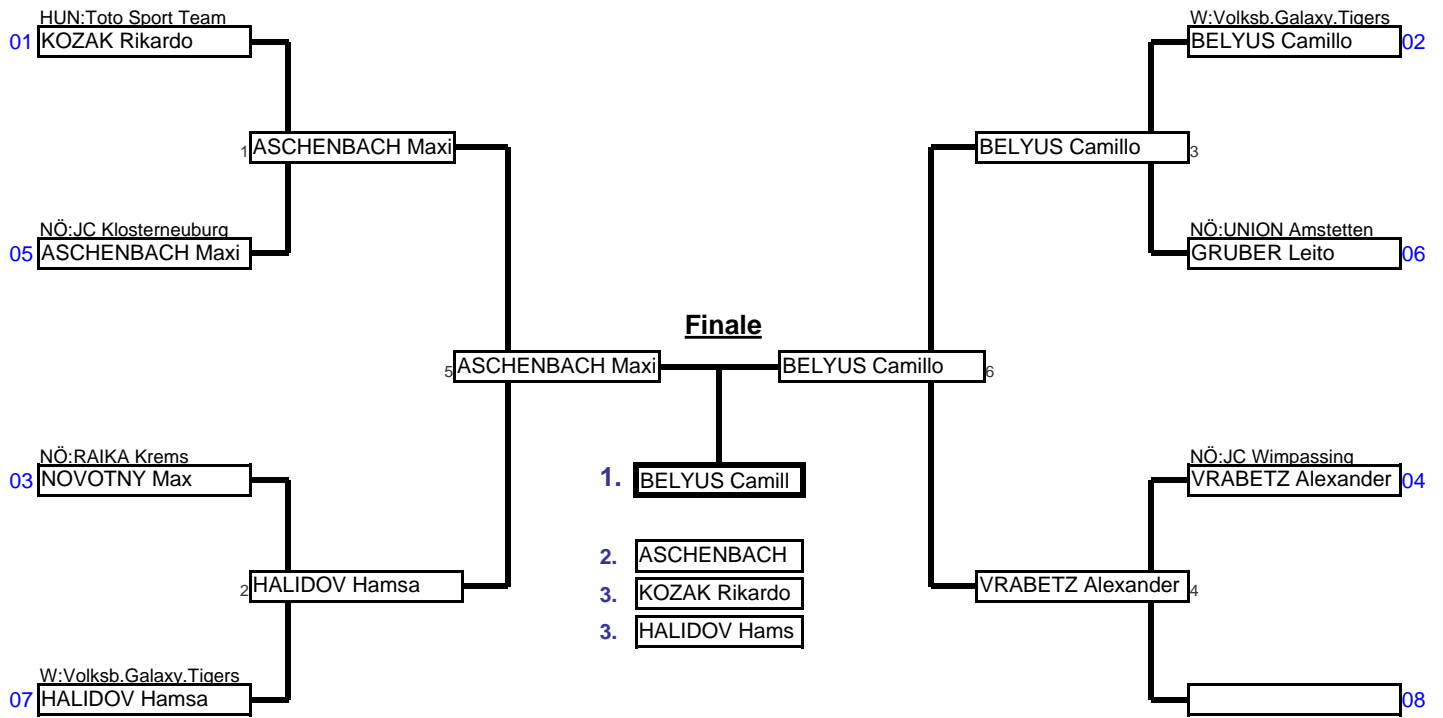 HUN:Toto Sport Team
01 KOZAK Rikardo
W:Volksb.Galaxy.Tigers
BELYUS Camillo 02
1 ASCHENBACH Maxi
BELYUS Camillo 3
NÖ:JC Klosterneuburg
05 ASCHENBACH Maxi
NÖ:UNION Amstetten
GRUBER Leito 06
Finale
5 ASCHENBACH Maxi
BELYUS Camillo 6
NÖ:RAIKA Krems
03 NOVOTNY Max
1. BELYUS Camill
NÖ:JC Wimpassing
VRABETZ Alexander 04
2. ASCHENBACH
2 HALIDOV Hamsa
3. KOZAK Rikardo
VRABETZ Alexander 4
3. HALIDOV Hams
W:Volksb.Galaxy.Tigers
07 HALIDOV Hamsa
08